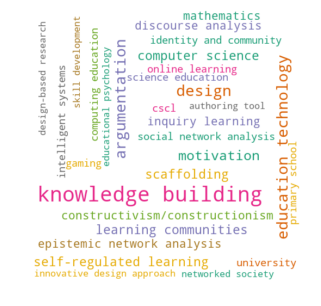 mathematics
discourse analysis
identity and community
computer science
online learning
science education
design
cscl
authoring tool
inquiry learning
social network analysis
motivation
scaffolding
gaming
knowledge building
constructivism/constructionism
learning communities
epistemic network analysis
self-regulated learning
university
innovative design approach
networked society
design-based research
intelligent systems
skill development
computing education
educational psychology
argumentation
education technology
primary school